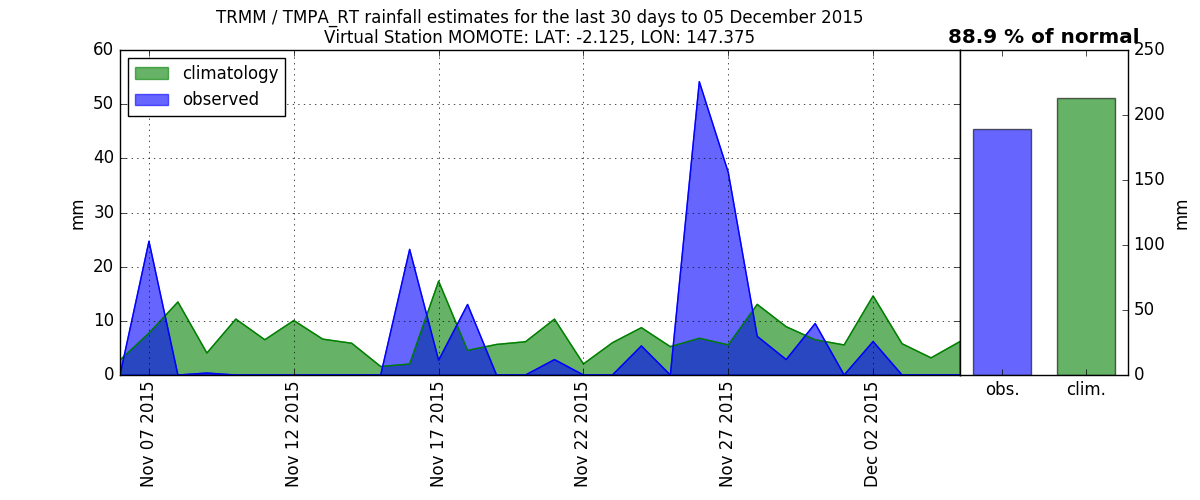 TRMM / TMPA_RT rainfall estimates for the last 30 days to 05 December 2015
Virtual Station MOMOTE: LAT: -2.125, LON: 147.375
88.9 % of normal
climatology
observed
mm
60
50
40
30
20
10
0
Nov 07 2015
Nov 12 2015
Nov 17 2015
Nov 22 2015
Nov 27 2015
Dec 02 2015
250
200
150
100
50
0
mm
obs.
clim.